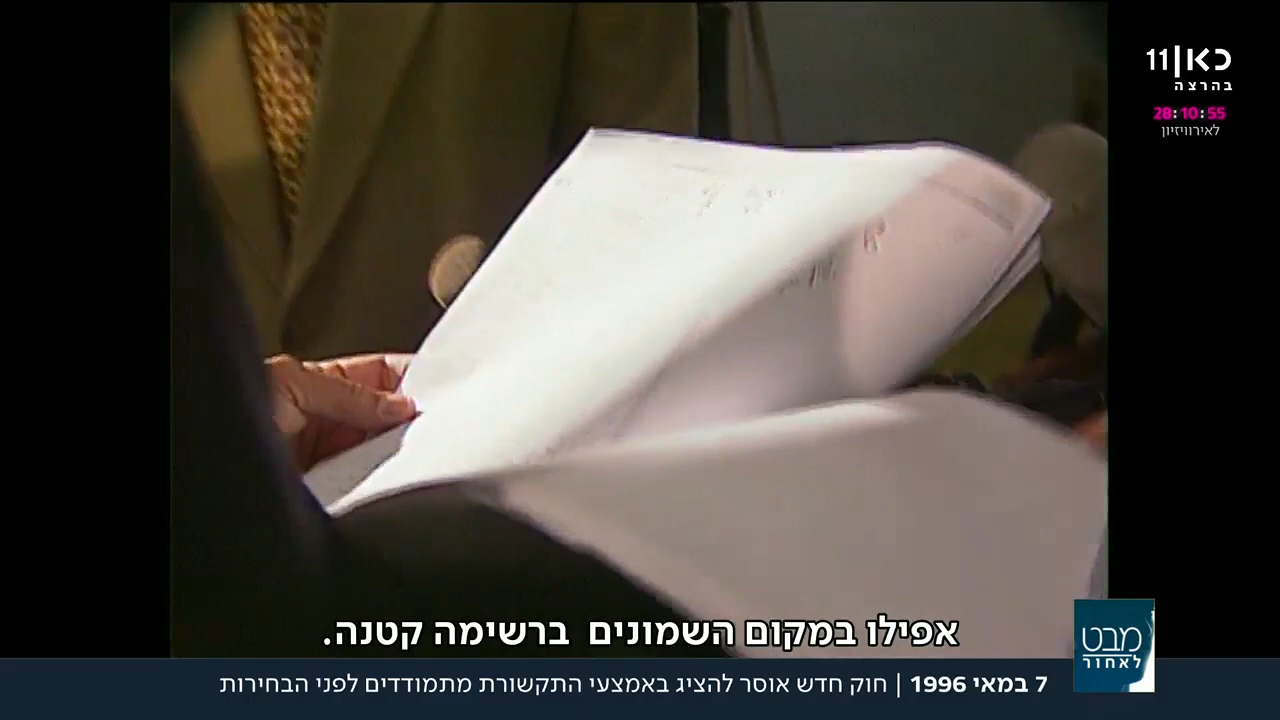 כאן 11
בהרצה
28:10:55
לאירוויזיון
אפילו במקום השמונים ברשימה קטנה.
מבט
לאחור
7 במאי 1996 | חוק חדש אוסר להציג באמצעי התקשורת מתמודדים לפני הבחירות